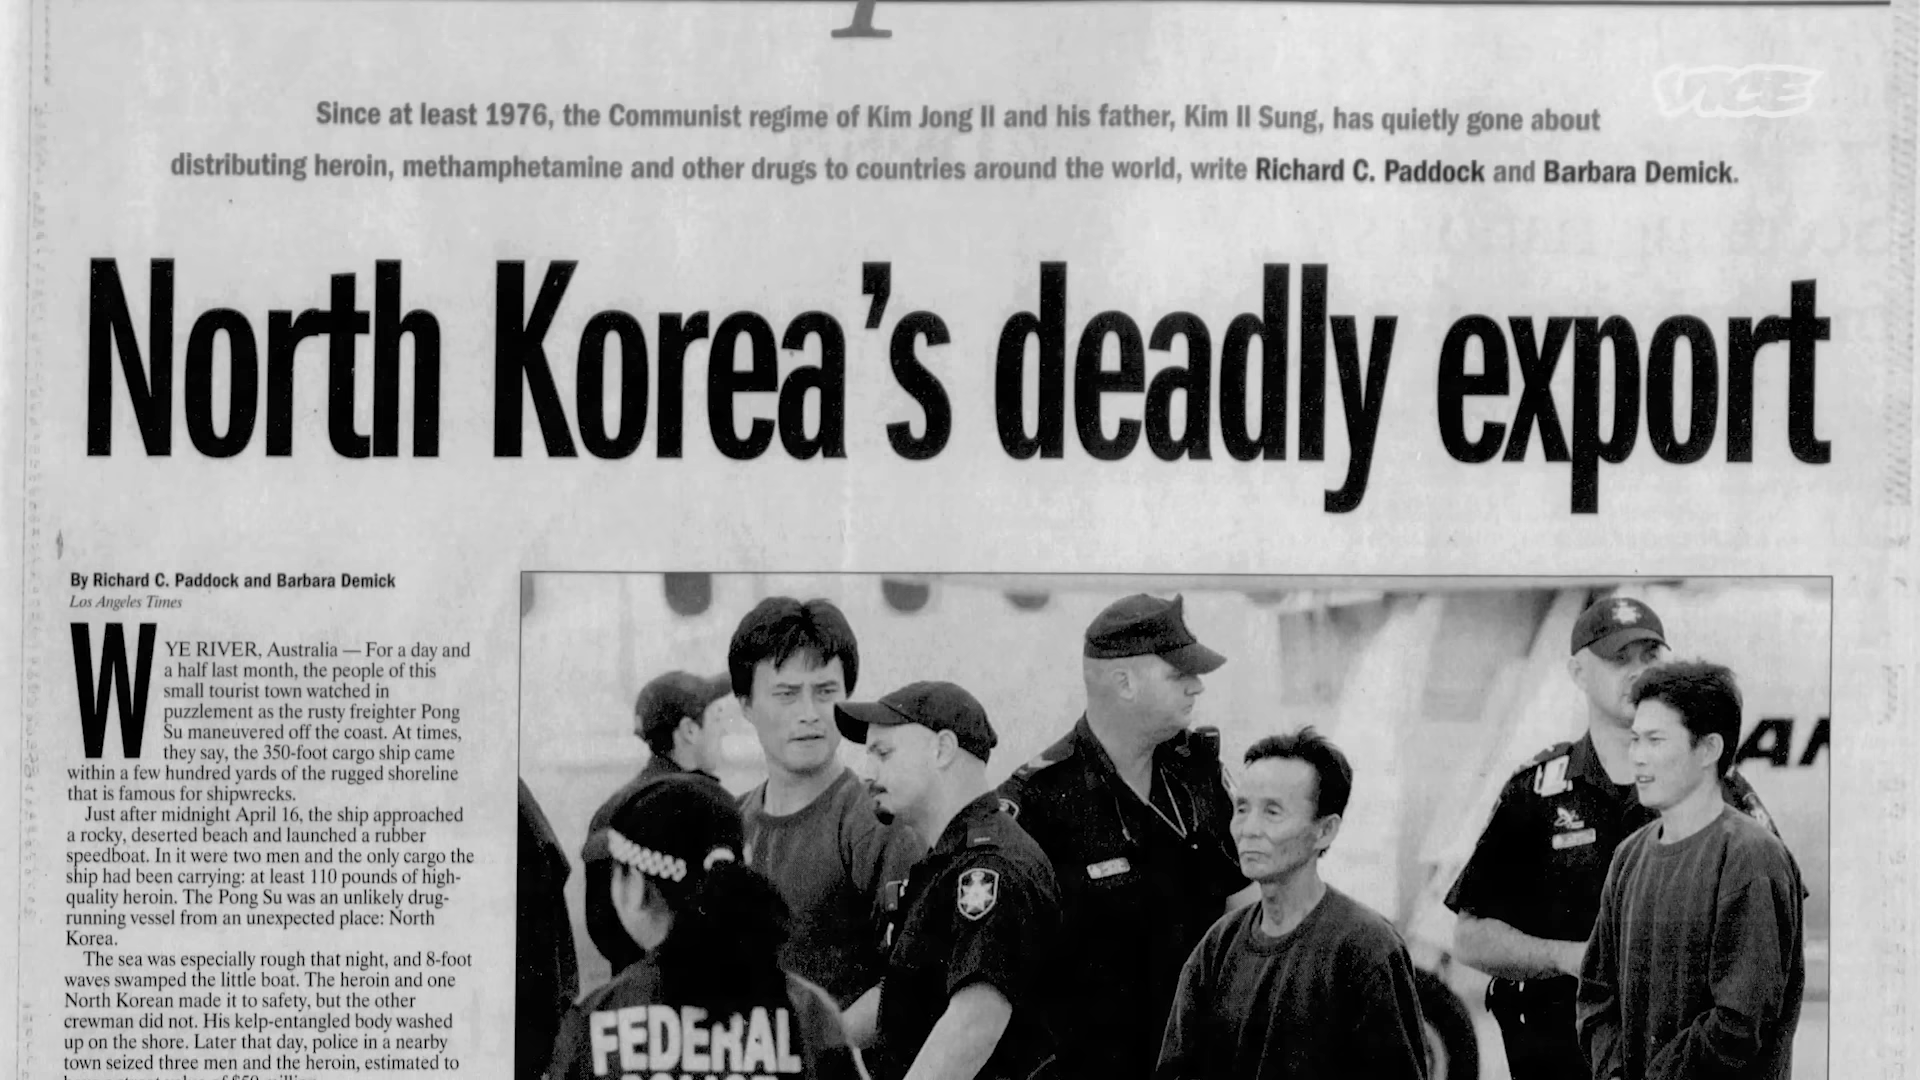 VICE
Since at least 1976, the Communist regime of Kim Jong Il and his father, Kim Il Sung, has quietly gone about
distributing heroin, methamphetamine and other drugs to countries around the world, write Richard C. Paddock and Barbara Demick.
North Korea's deadly export
By Richard C. Paddock and Barbara Demick
Los Angeles Times
WYE RIVER, Australia — For a day and
a half last month, the people of this
small tourist town watched in
puzzlement as the rusty freighter Pong
Su maneuvered off the coast. At times,
they say, the 350-foot cargo ship came
within a few hundred yards of the rugged shoreline
that is famous for shipwrecks.
Just after midnight April 16, the ship approached
a rocky, deserted beach and launched a rubber
speedboat. In it were two men and the only cargo the
ship had been carrying: at least 110 pounds of high-
quality heroin. The Pong Su was an unlikely drug-
running vessel from an unexpected place: North
Korea.
The sea was especially rough that night, and 8-foot
waves swamped the little boat. The heroin and one
North Korean made it to safety, but the other
crewman did not. His kelp-entangled body washed
up on the shore. Later that day, police in a nearby
town seized three men and the heroin, estimated to
FEDERAL